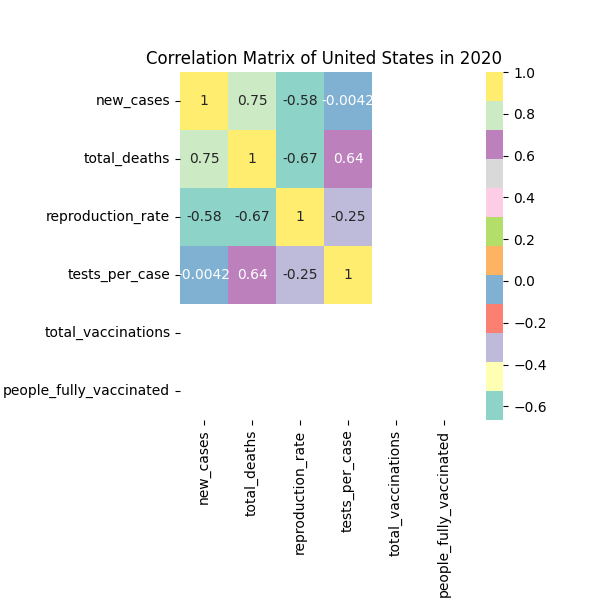 Correlation Matrix of United States in 2020
new_cases 1 0.75 -0.58 -0.0042
total_deaths 0.75 1 -0.67 0.64
reproduction_rate -0.58 -0.67 1 -0.25
tests_per_case -0.0042 0.64 -0.25 1
total_vaccinations
people_fully_vaccinated
new_cases
total_deaths
reproduction_rate
tests_per_case
total_vaccinations
people_fully_vaccinated
1.0
0.8
0.6
0.4
0.2
0.0
−0.2
−0.4
−0.6